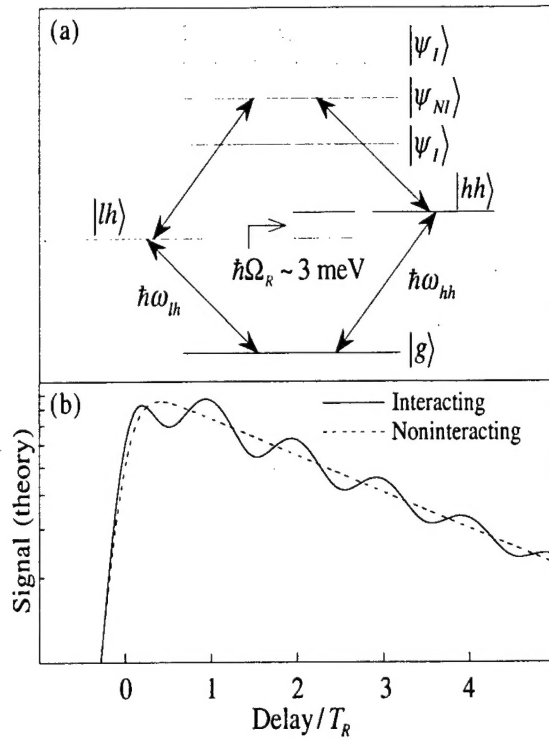 (a)
|ψ_I⟩
|ψ_NI⟩
|ψ_I⟩
|hh⟩
|lh⟩
ħΩ_R ~ 3 meV
ħω_lh
ħω_hh
|g⟩
(b)
Interacting
Noninteracting
Signal (theory)
0 1 2 3 4
Delay/T_R